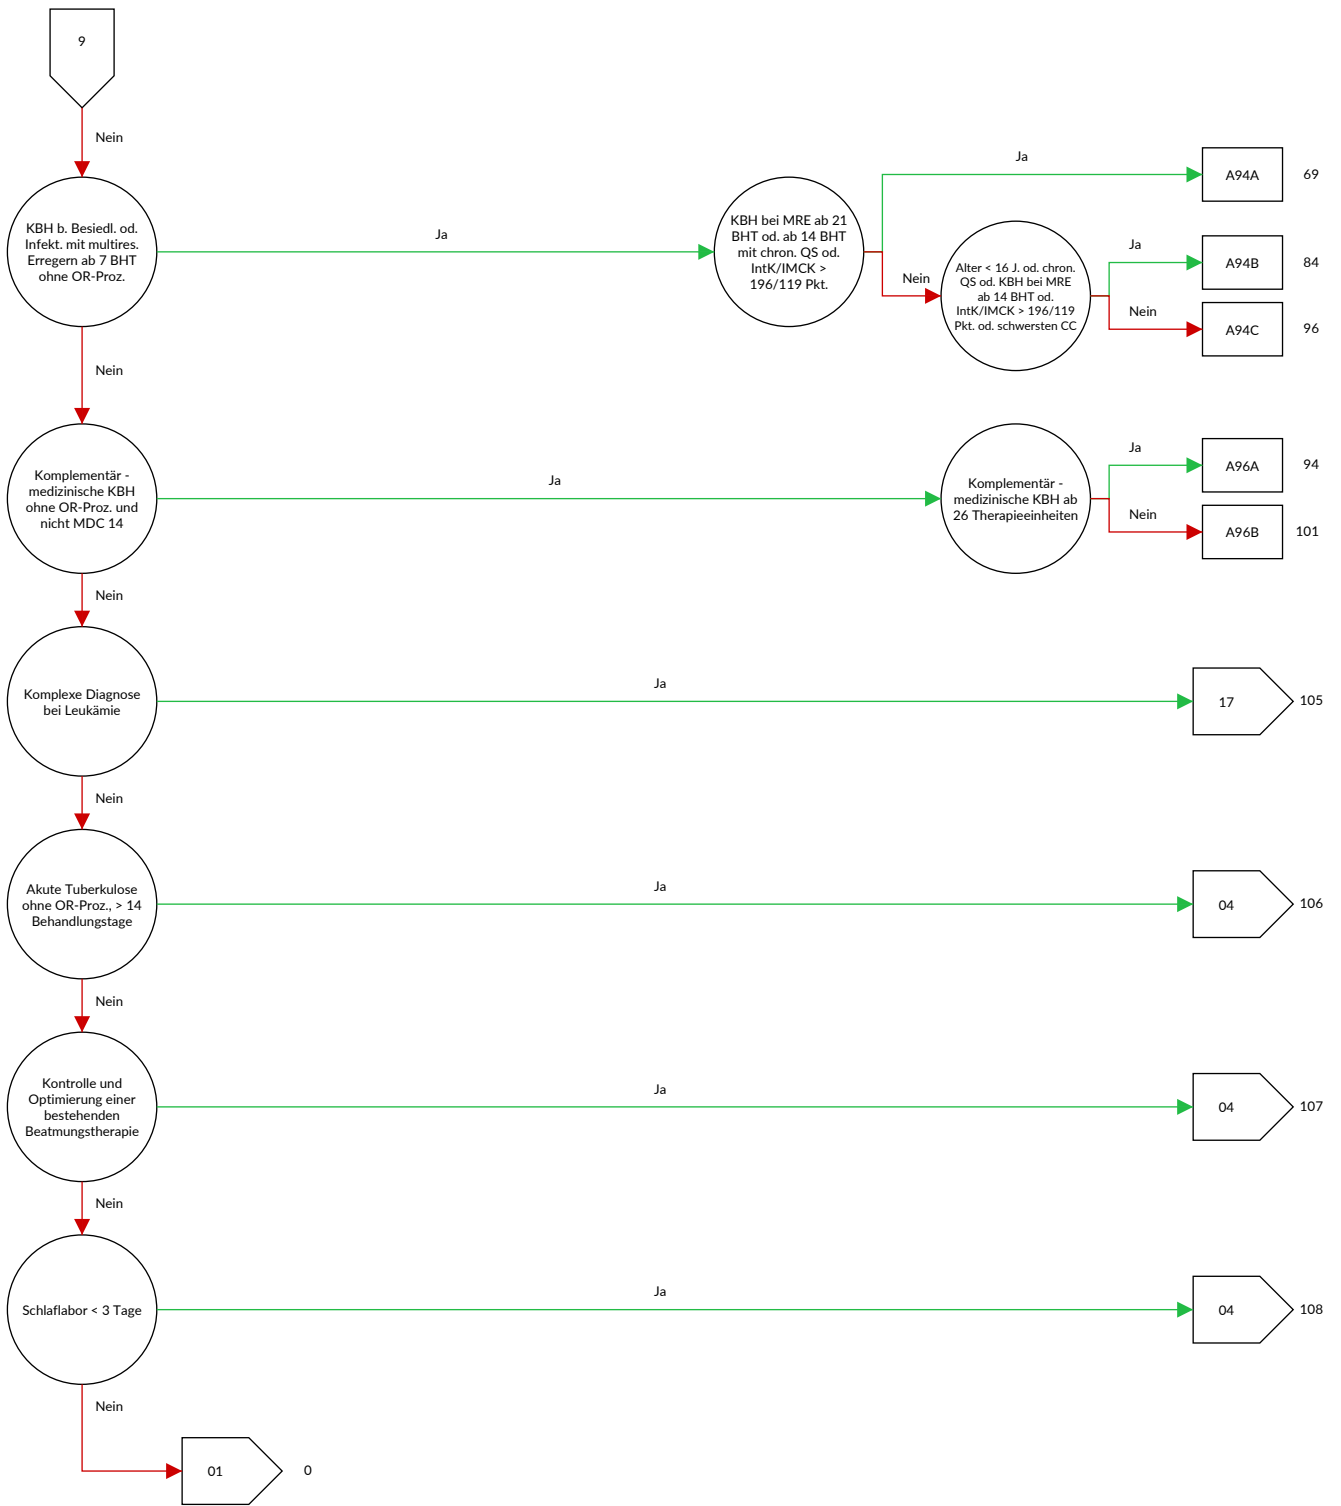 9
Nein
KBH b. Besiedl. od.
Infekt. mit multires.
Erregern ab 7 BHT
ohne OR-Proz.
Ja
KBH bei MRE ab 21
BHT od. ab 14 BHT
mit chron. QS od.
IntK/IMCK >
196/119 Pkt.
Ja
A94A
69
Nein
Alter < 16 J. od. chron.
QS od. KBH bei MRE
ab 14 BHT od.
IntK/IMCK > 196/119
Pkt. od. schwersten CC
Ja
A94B
84
Nein
A94C
96
Nein
Komplementär -
medizinische KBH
ohne OR-Proz. und
nicht MDC 14
Ja
Komplementär -
medizinische KBH ab
26 Therapieeinheiten
Ja
A96A
94
Nein
A96B
101
Nein
Komplexe Diagnose
bei Leukämie
Ja
17
105
Nein
Akute Tuberkulose
ohne OR-Proz., > 14
Behandlungstage
Ja
04
106
Nein
Kontrolle und
Optimierung einer
bestehenden
Beatmungstherapie
Ja
04
107
Nein
Schlaflabor < 3 Tage
Ja
04
108
Nein
01
0